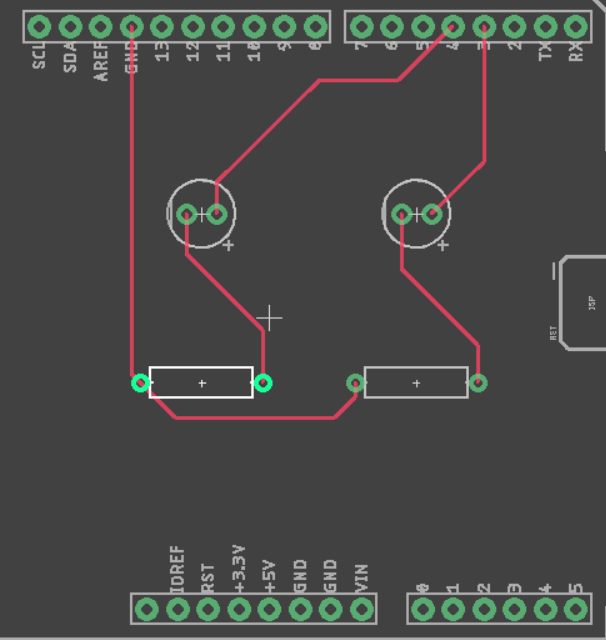 SCL SDA AREF GND 13 12 11 10 9 8 7 6 5 4 3 2 TX RX
+ +
RET ISP
IOREF RST +3.3V +5V GND GND VIN 0 1 2 3 4 5